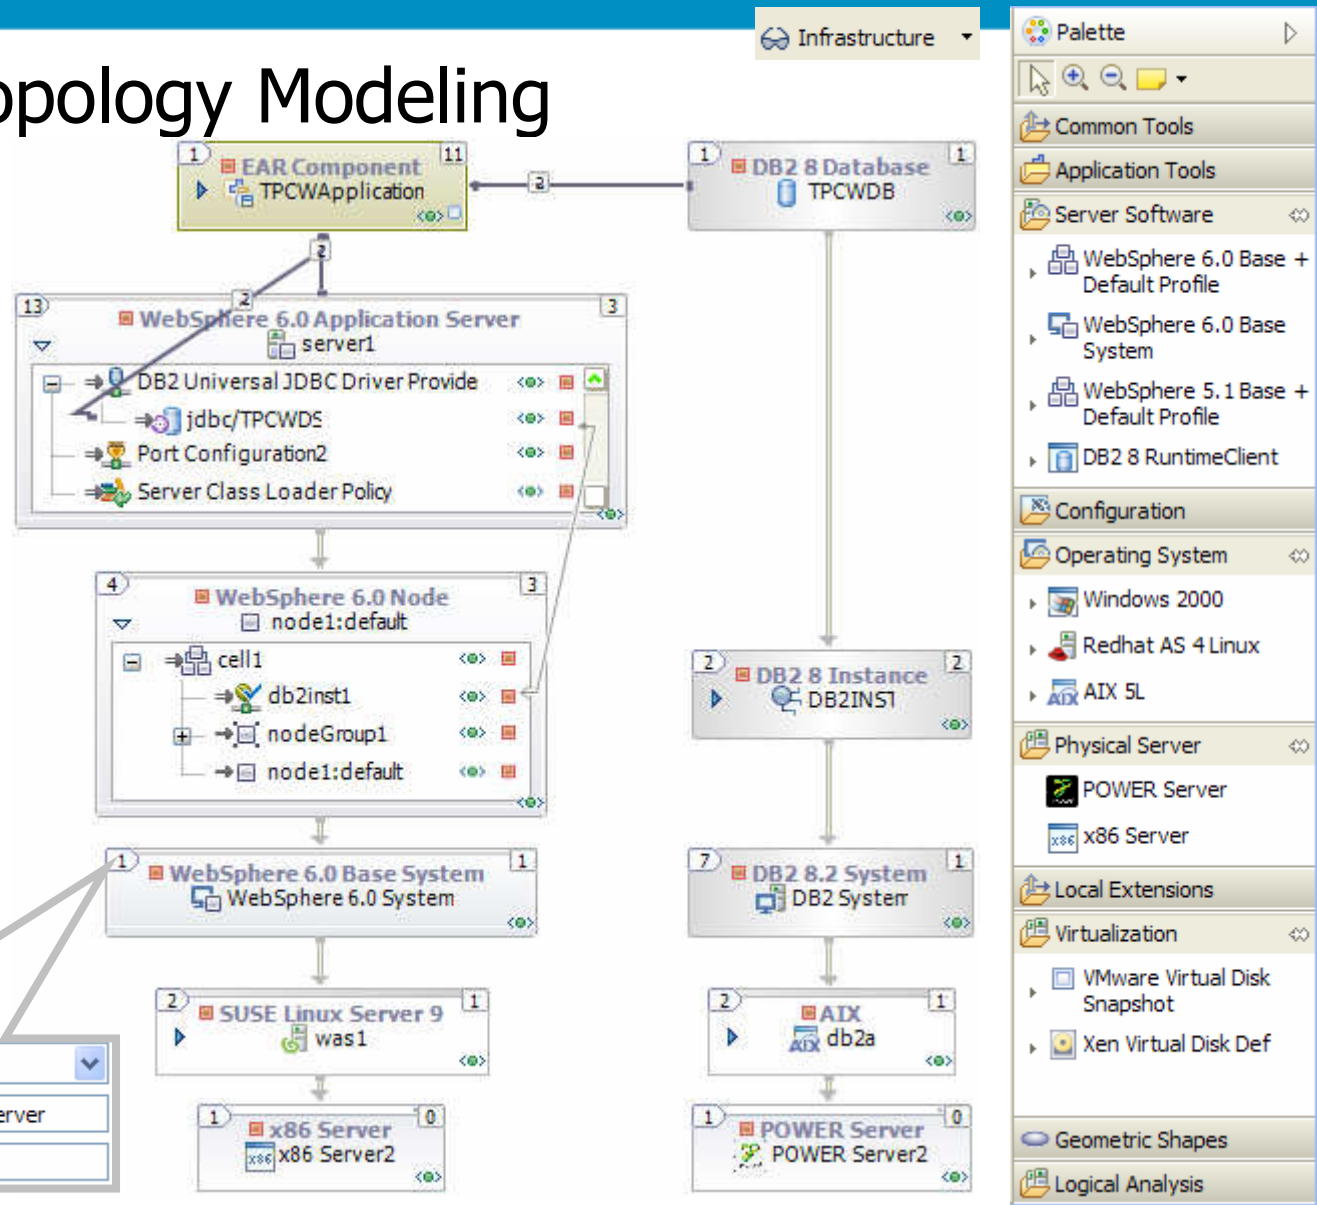 Infrastructure
opology Modeling
1
EAR Component
11
TPCWApplication
2
1
DB2 8 Database
1
TPCWDB
2
2
13
WebSphere 6.0 Application Server
3
server1
DB2 Universal JDBC Driver Provide
jdbc/TPCWDS
Port Configuration2
Server Class Loader Policy
4
WebSphere 6.0 Node
3
node1:default
cell1
db2inst1
nodeGroup1
node1:default
2
DB2 8 Instance
2
DB2INST
1
WebSphere 6.0 Base System
1
WebSphere 6.0 System
7
DB2 8.2 System
1
DB2 System
2
SUSE Linux Server 9
1
was1
2
AIX
1
AIX db2a
erver
1
x86 Server
0
x86 x86 Server2
1
POWER Server
0
POWER Server2
Palette
Common Tools
Application Tools
Server Software
WebSphere 6.0 Base +
Default Profile
WebSphere 6.0 Base
System
WebSphere 5.1 Base +
Default Profile
DB2 8 RuntimeClient
Configuration
Operating System
Windows 2000
Redhat AS 4 Linux
AIX AIX 5L
Physical Server
POWER Server
x86 x86 Server
Local Extensions
Virtualization
VMware Virtual Disk
Snapshot
Xen Virtual Disk Def
Geometric Shapes
Logical Analysis